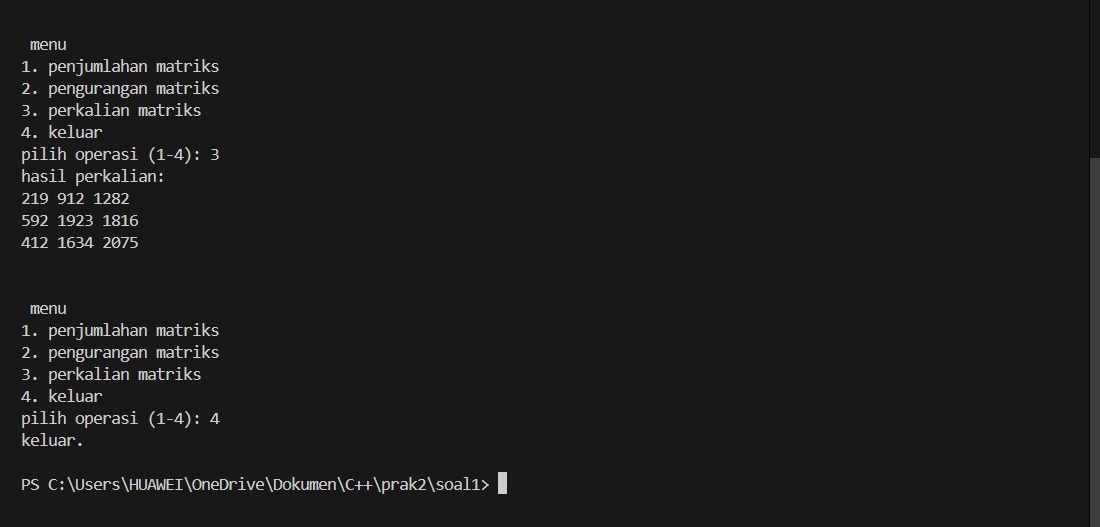 menu
1. penjumlahan matriks
2. pengurangan matriks
3. perkalian matriks
4. keluar
pilih operasi (1-4): 3
hasil perkalian:
219 912 1282
592 1923 1816
412 1634 2075
menu
1. penjumlahan matriks
2. pengurangan matriks
3. perkalian matriks
4. keluar
pilih operasi (1-4): 4
keluar.
PS C:\Users\HUAWEI\OneDrive\Dokumen\C++\prak2\soal1>